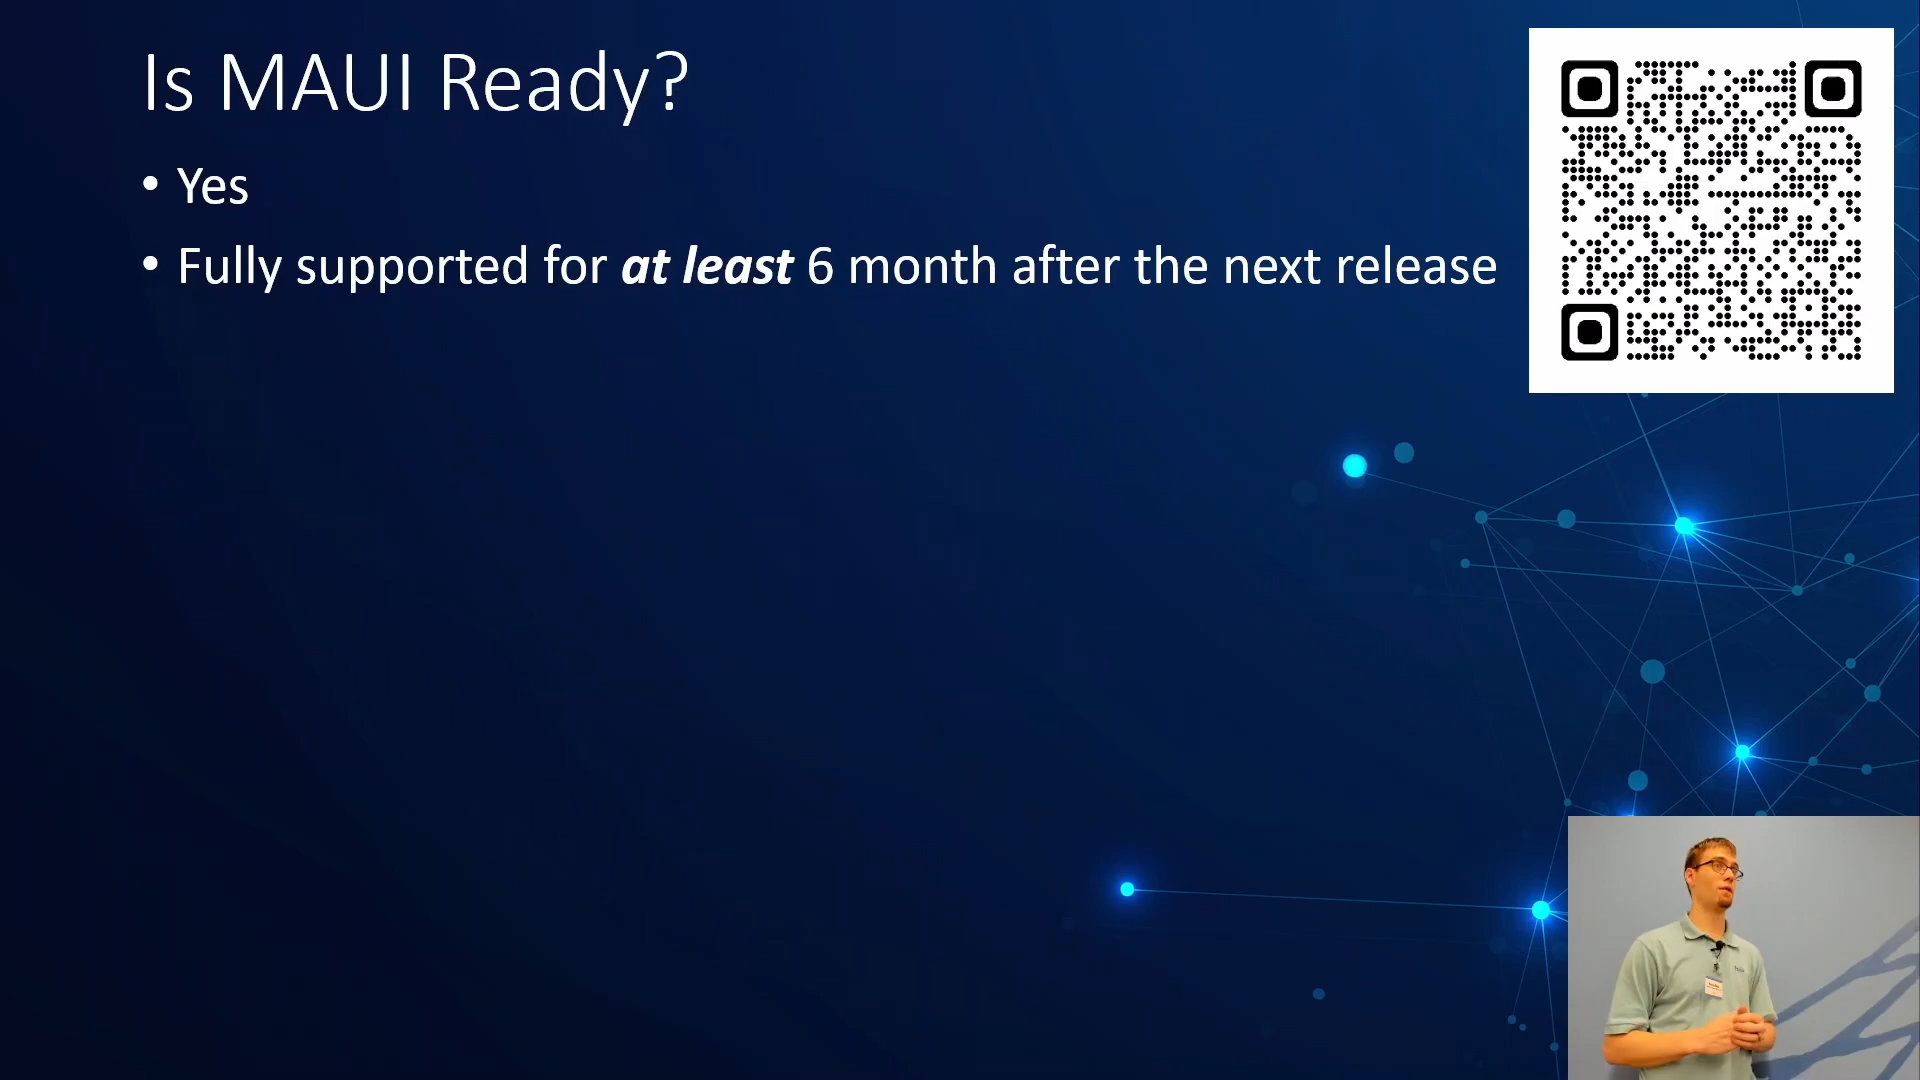 Is MAUI Ready?
• Yes
• Fully supported for at least 6 month after the next release